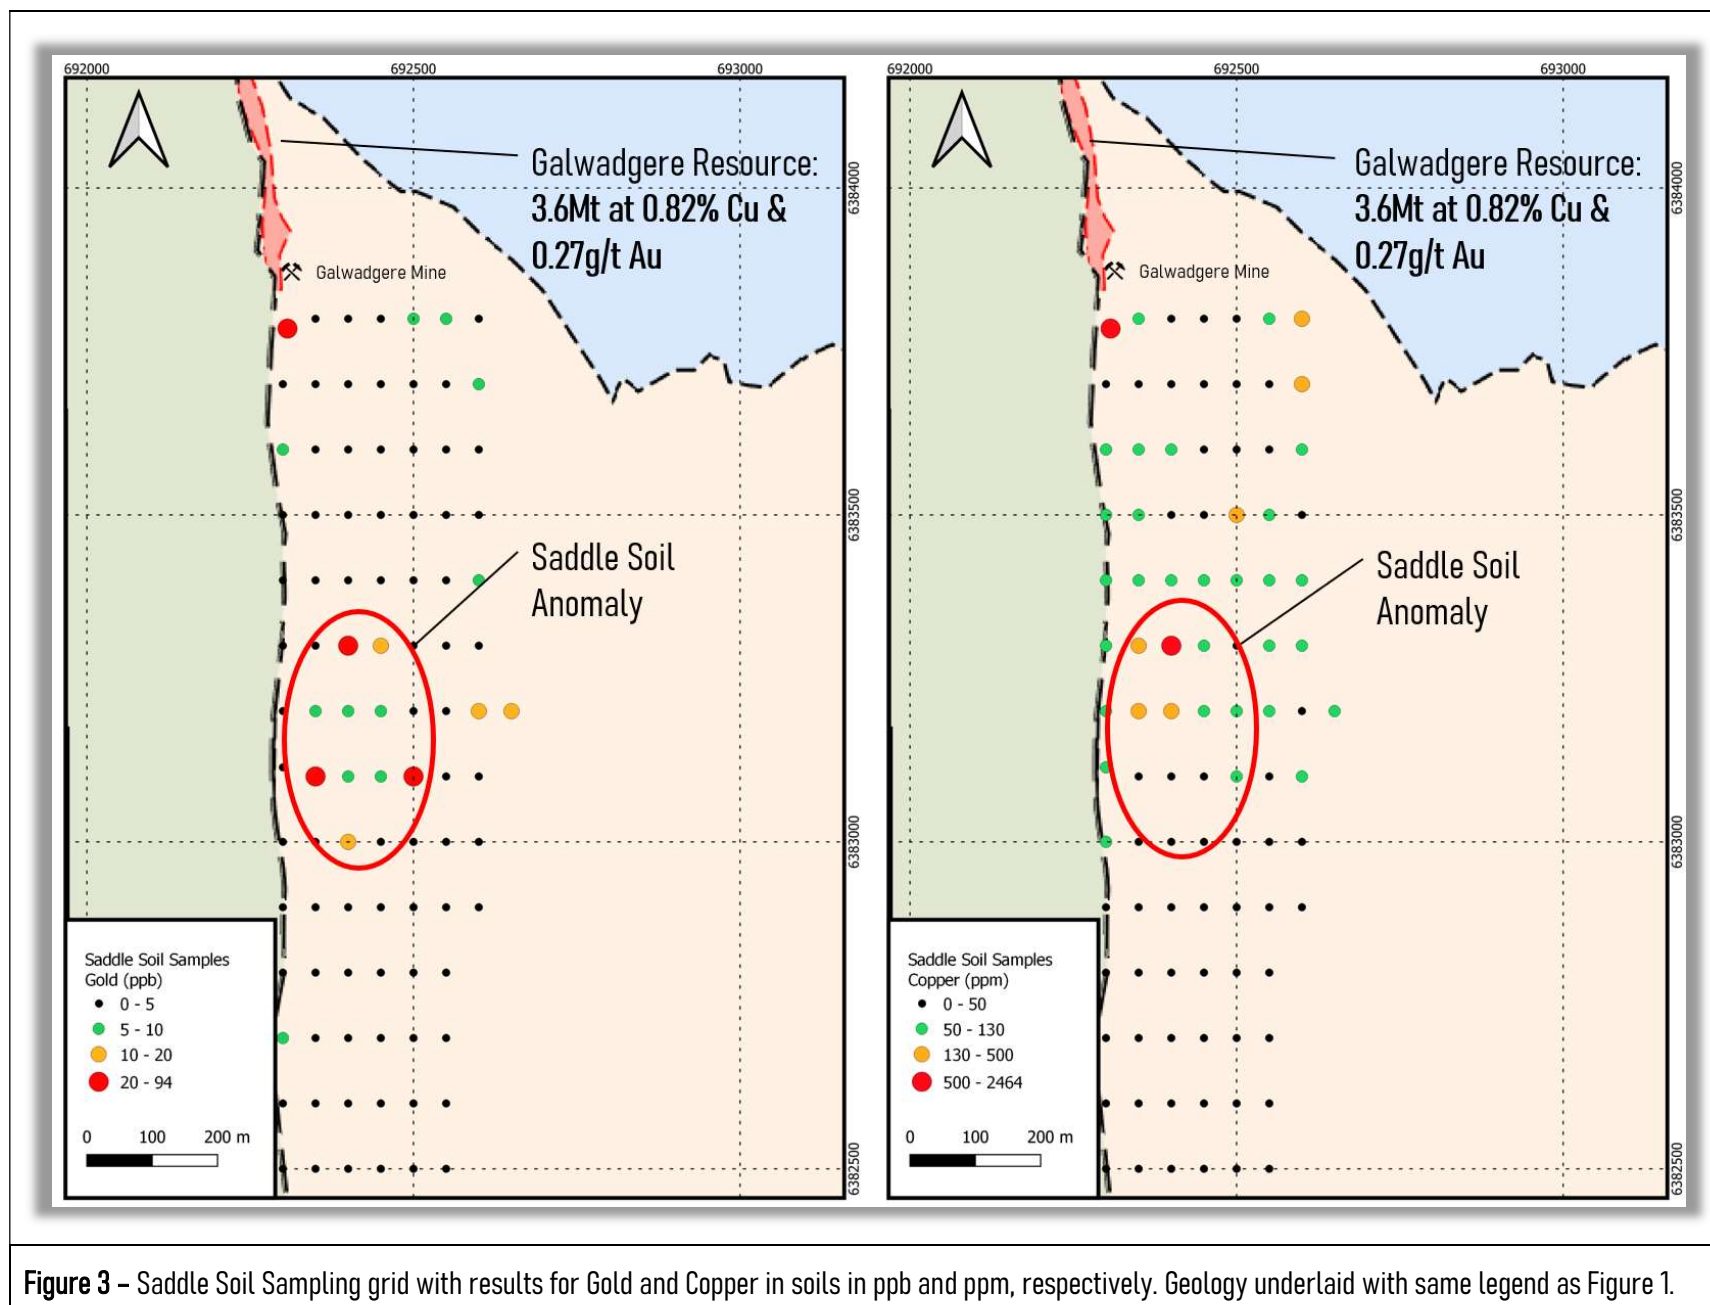 692000
692500
693000
Galwadgere Resource:
3.6Mt at 0.82% Cu &
0.27g/t Au
Galwadgere Mine
6384000
6383500
Saddle Soil
Anomaly
6383000
6382500
Saddle Soil Samples
Gold (ppb)
0 - 5
5 - 10
10 - 20
20 - 94
0 100 200 m
692000
692500
693000
Galwadgere Resource:
3.6Mt at 0.82% Cu &
0.27g/t Au
Galwadgere Mine
6384000
6383500
Saddle Soil
Anomaly
6383000
6382500
Saddle Soil Samples
Copper (ppm)
0 - 50
50 - 130
130 - 500
500 - 2464
0 100 200 m
Figure 3 – Saddle Soil Sampling grid with results for Gold and Copper in soils in ppb and ppm, respectively. Geology underlaid with same legend as Figure 1.